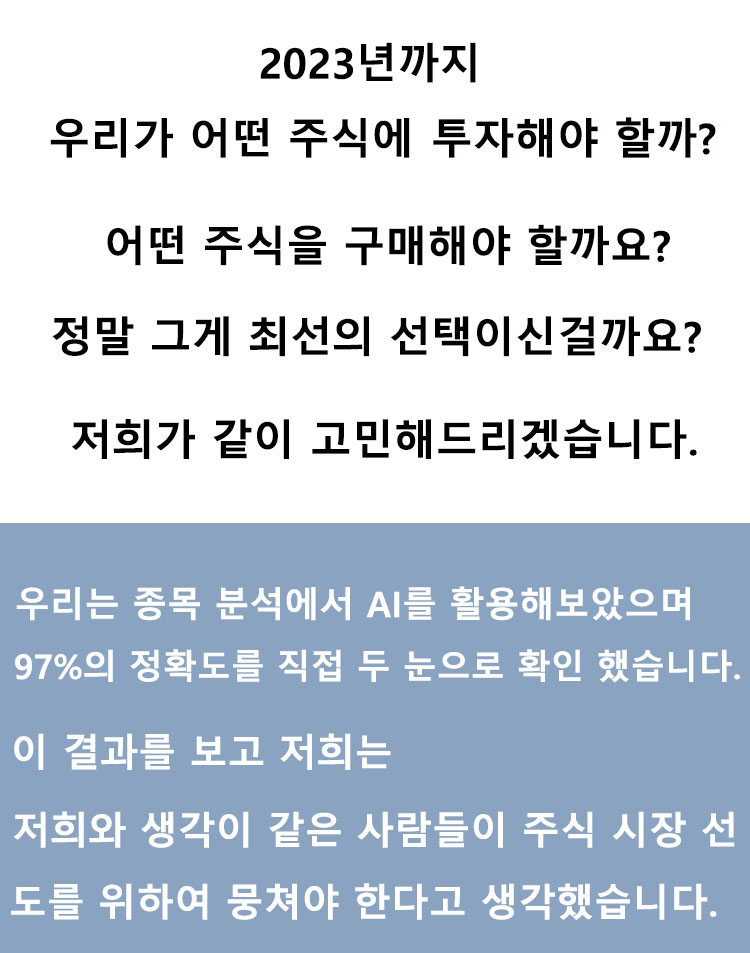 2023년까지
우리가 어떤 주식에 투자해야 할까?
어떤 주식을 구매해야 할까요?
정말 그게 최선의 선택이신걸까요?
저희가 같이 고민해드리겠습니다.
우리는 종목 분석에서 AI를 활용해보았으며
97%의 정확도를 직접 두 눈으로 확인 했습니다.
이 결과를 보고 저희는
저희와 생각이 같은 사람들이 주식 시장 선
도를 위하여 뭉쳐야 한다고 생각했습니다.